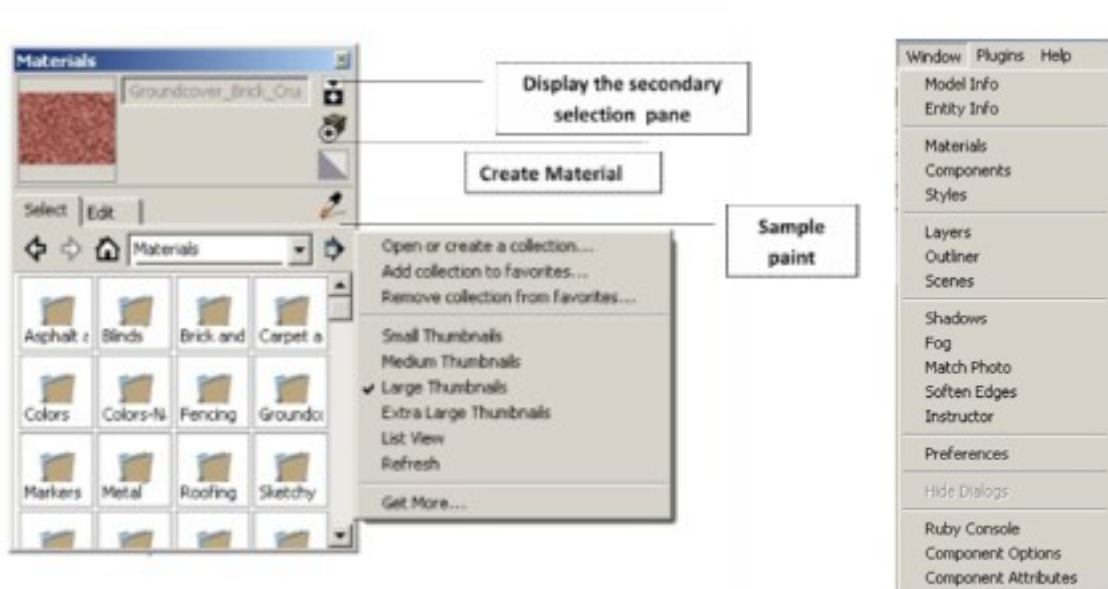 Materials
Groundcover_Brick_Cru
Display the secondary
selection pane
Create Material
Select
Edit
Sample
paint
Materials
Asphalt a
Blinds
Brick and
Carpet a
Colors
Colors-N
Fencing
Groundco
Markers
Metal
Roofing
Sketchy
Open or create a collection...
Add collection to favorites...
Remove collection from favorites...
Small Thumbnails
Medium Thumbnails
Large Thumbnails
Extra Large Thumbnails
List View
Refresh
Get More...
Window Plugins Help
Model Info
Entity Info
Materials
Components
Styles
Layers
Outliner
Scenes
Shadows
Fog
Match Photo
Soften Edges
Instructor
Preferences
Hide Dialogs
Ruby Console
Component Options
Component Attributes